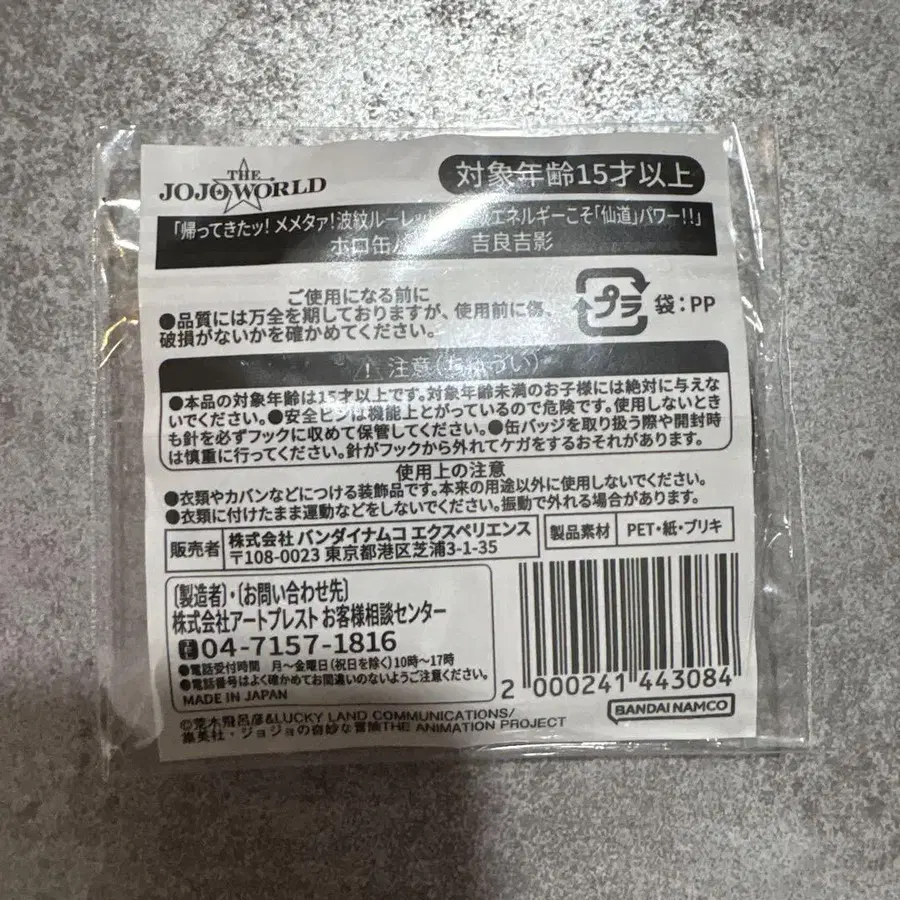 THE
JOJO WORLD
対象年齢15才以上
「帰ってきたッ!メメタァ!波紋ルーレッ エネルギーこそ「仙道」パワー!!」
ホロ缶バ 吉良吉影
ご使用になる前に
●品質には万全を期しておりますが、使用前に傷、
破損がないかを確かめてください。
プラ
袋:PP
! 注意
●本品の対象年齢は15才以上です。対象年齢未満のお子様には絶対に与えな
いでください。●安全ピンは機能上とがっているので危険です。使用しないとき
も針を必ずフックに収めて保管してください。●缶バッジを取り扱う際や開封時
は慎重に行ってください。針がフックから外れてケガをするおそれがあります。
使用上の注意
●衣類やカバンなどにつける装飾品です。本来の用途以外に使用しないでください。
●衣類に付けたまま運動などをしないでください。振動で外れる場合があります。
販売者
株式会社 バンダイナムコ エクスペリエンス
〒108-0023 東京都港区芝浦3-1-35
製品素材
PET・紙・ブリキ
〔製造者〕・〔お問い合わせ先〕
株式会社アートプレスト お客様相談センター
04-7157-1816
●電話受付時間 月~金曜日(祝日を除く)10時~17時
●電話番号はよく確かめてお間違いのないようご注意ください。
MADE IN JAPAN
2 000241 443084
BANDAI NAMCO
©荒木飛呂彦&LUCKY LAND COMMUNICATIONS/
集英社・ジョジョの奇妙な冒険THE ANIMATION PROJECT